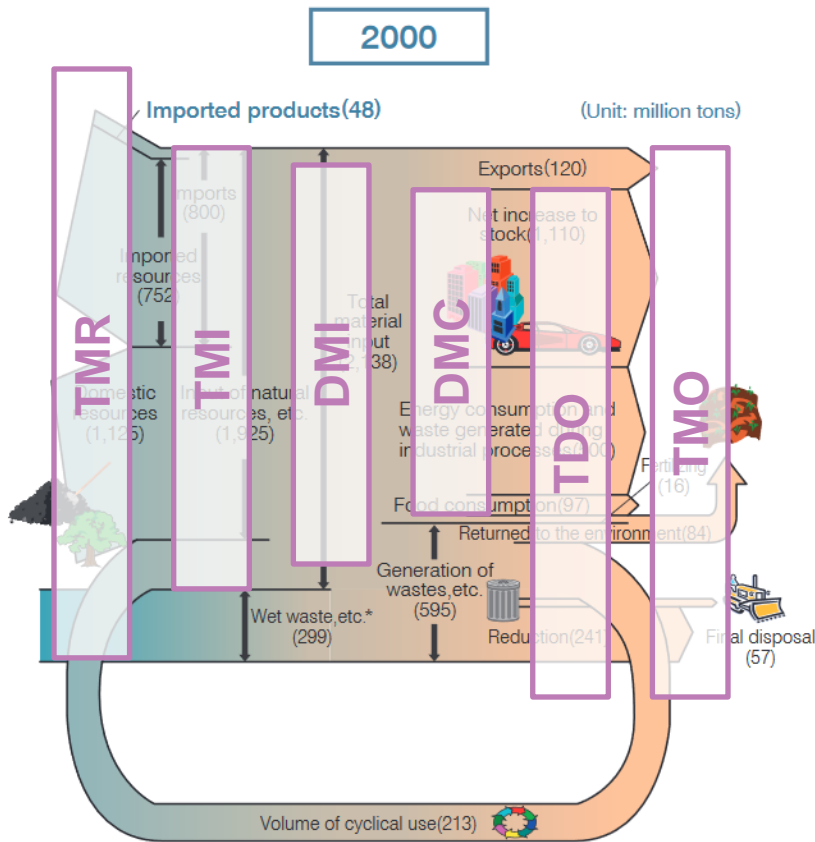 2000
Imported products(48)
(Unit: million tons)
Exports(120)
Imports
(800)
Net increase to
stock(1,110)
Imported
resources
(752)
Total
material
input
(2,138)
TMR
TMI
DMI
DMC
TDO
TMO
Domestic
resources
(1,125)
Input of natural
resources, etc.
(1,925)
Energy consumption and
waste generated during
industrial processes(500)
Fertilizing
(16)
Food consumption(97)
Returned to the environment(84)
Generation of
wastes,etc.
(595)
Wet waste,etc.*
(299)
Reduction(241)
Final disposal
(57)
Volume of cyclical use(213)